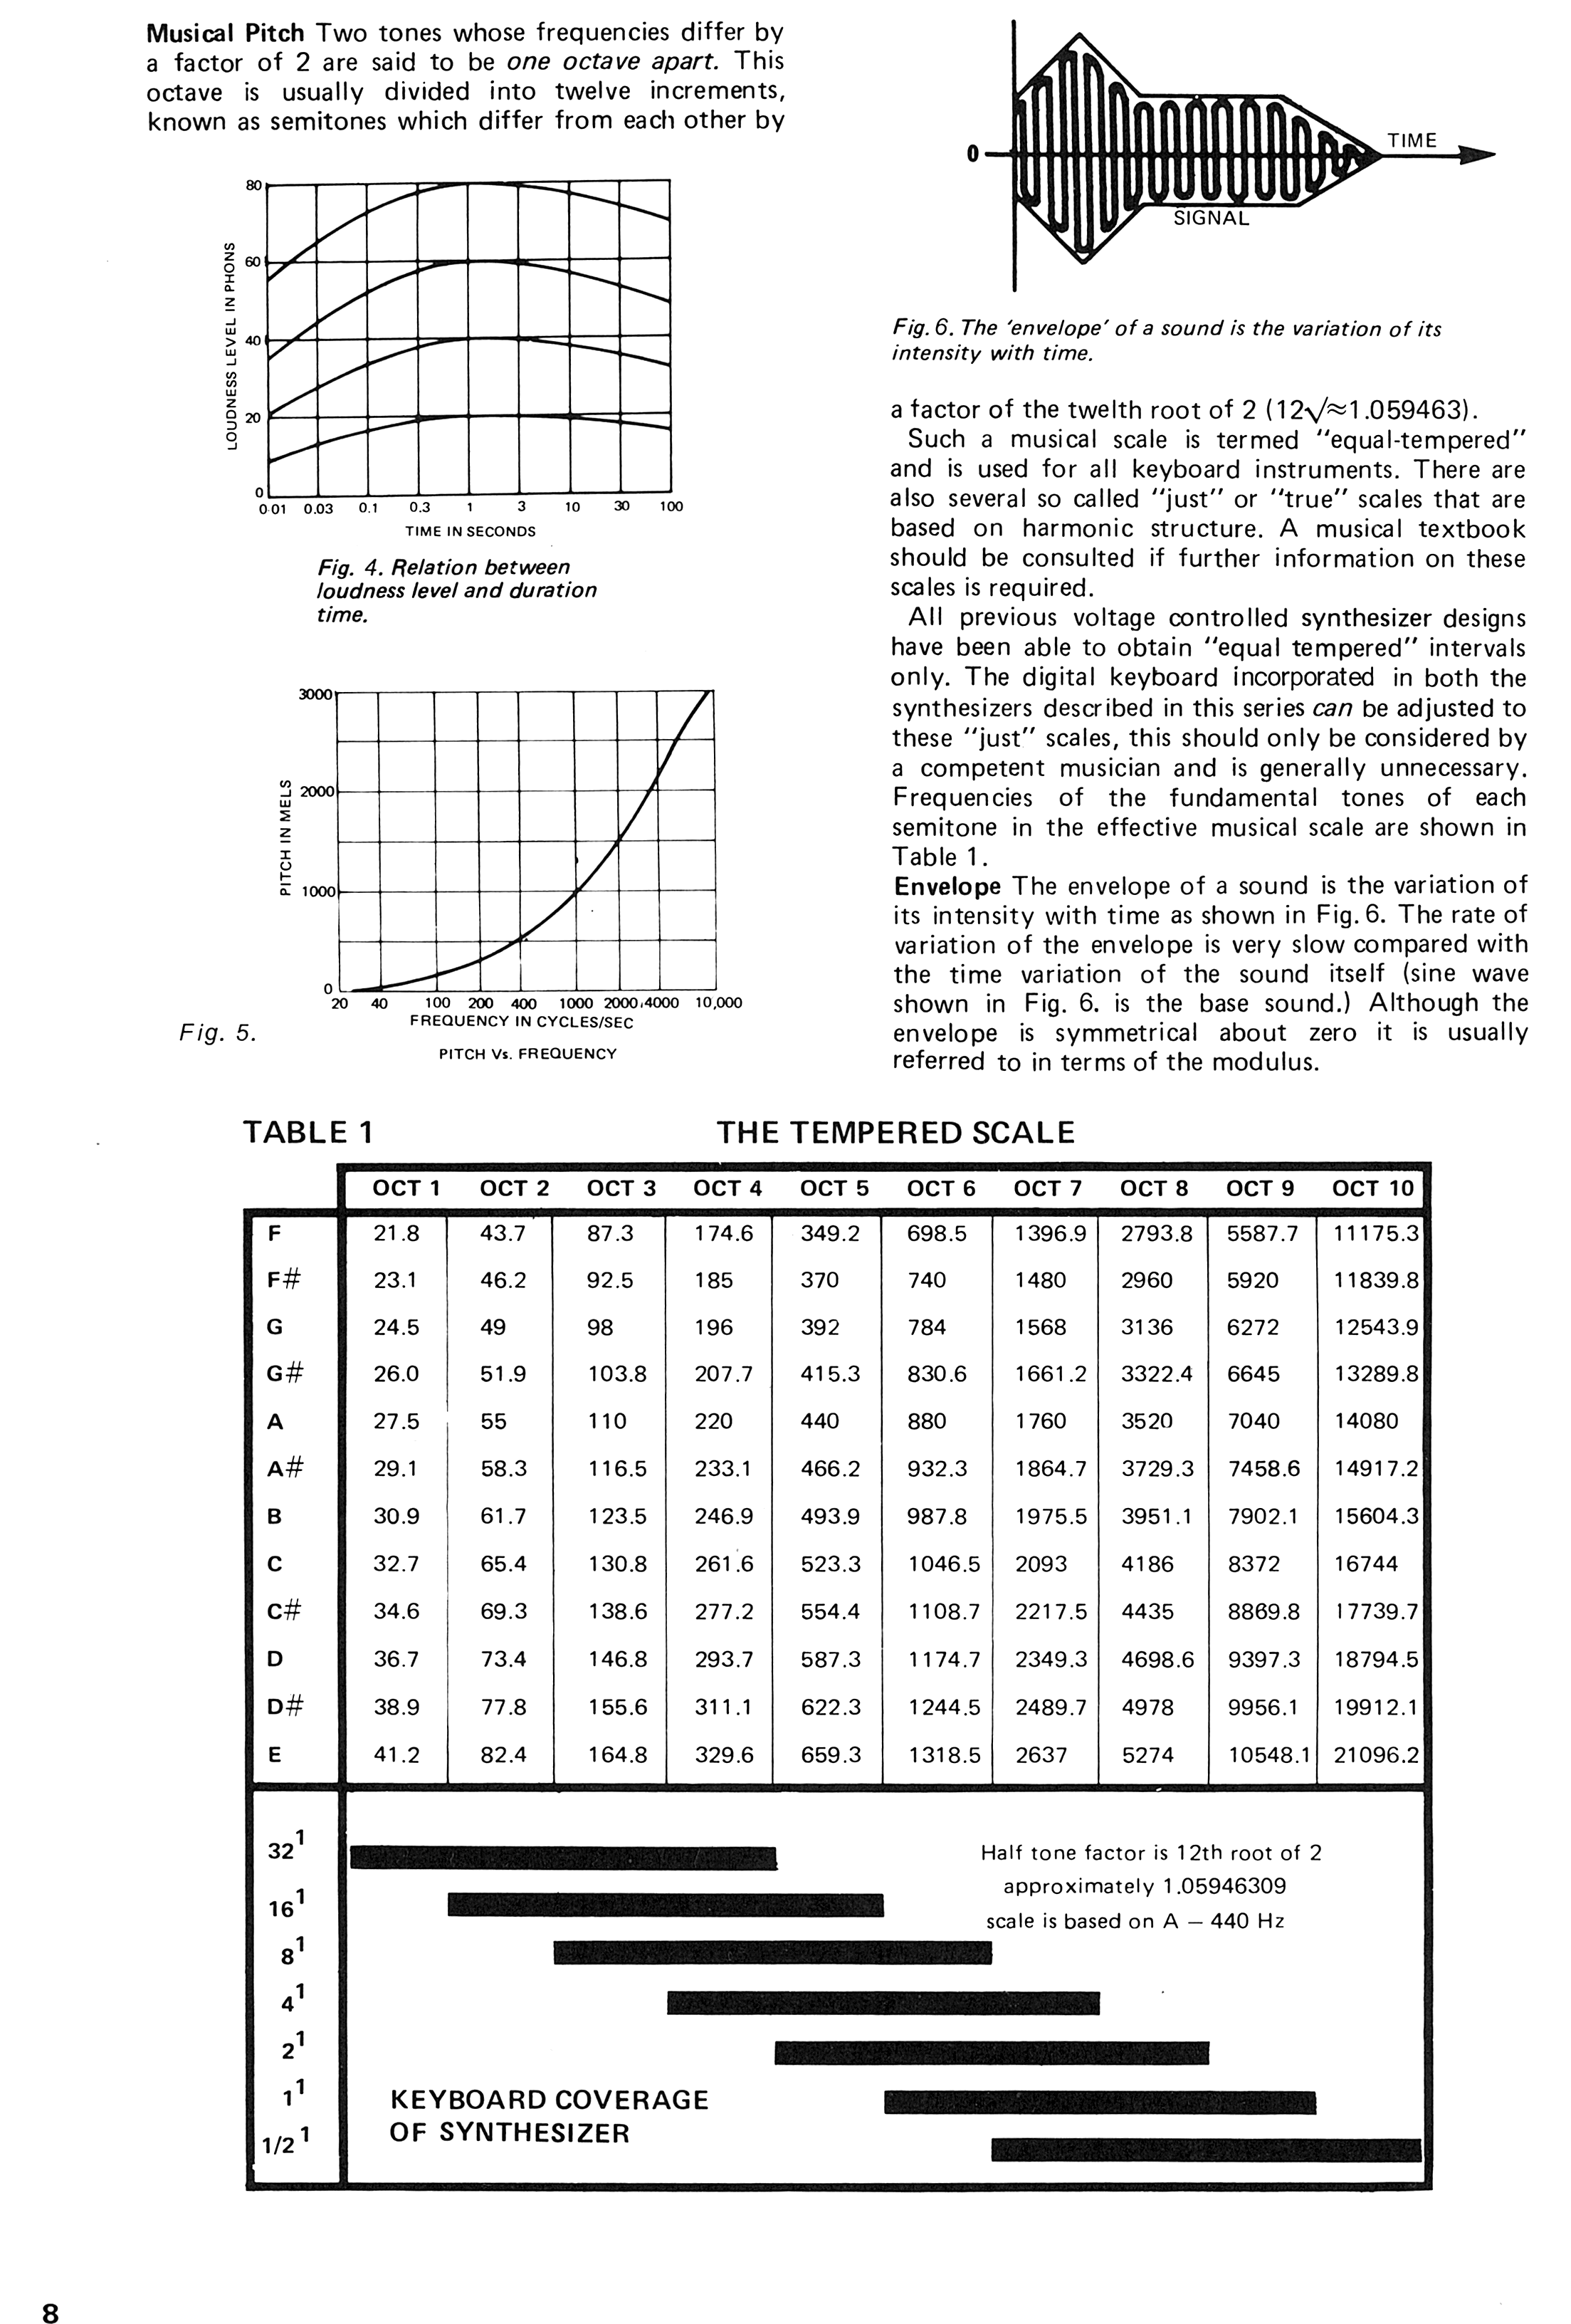 Musical Pitch Two tones whose frequencies differ by
a factor of 2 are said to be one octave apart. This
octave is usually divided into twelve increments,
known as semitones which differ from each other by
80
60
40
20
0
LOUDNESS LEVEL IN PHONS
0.01 0.03 0.1 0.3 1 3 10 30 100
TIME IN SECONDS
Fig. 4. Relation between
loudness level and duration
time.
3000
2000
1000
0
PITCH IN MELS
20 40 100 200 400 1000 2000 4000 10,000
FREQUENCY IN CYCLES/SEC
Fig. 5.
PITCH Vs. FREQUENCY
0
TIME
SIGNAL
Fig. 6. The ‘envelope’ of a sound is the variation of its
intensity with time.
a factor of the twelth root of 2 (12√≈1.059463).
Such a musical scale is termed “equal-tempered”
and is used for all keyboard instruments. There are
also several so called “just” or “true” scales that are
based on harmonic structure. A musical textbook
should be consulted if further information on these
scales is required.
All previous voltage controlled synthesizer designs
have been able to obtain “equal tempered” intervals
only. The digital keyboard incorporated in both the
synthesizers described in this series can be adjusted to
these “just” scales, this should only be considered by
a competent musician and is generally unnecessary.
Frequencies of the fundamental tones of each
semitone in the effective musical scale are shown in
Table 1.
Envelope The envelope of a sound is the variation of
its intensity with time as shown in Fig. 6. The rate of
variation of the envelope is very slow compared with
the time variation of the sound itself (sine wave
shown in Fig. 6. is the base sound.) Although the
envelope is symmetrical about zero it is usually
referred to in terms of the modulus.
TABLE 1 THE TEMPERED SCALE
OCT 1 OCT 2 OCT 3 OCT 4 OCT 5 OCT 6 OCT 7 OCT 8 OCT 9 OCT 10
F 21.8 43.7 87.3 174.6 349.2 698.5 1396.9 2793.8 5587.7 11175.3
F# 23.1 46.2 92.5 185 370 740 1480 2960 5920 11839.8
G 24.5 49 98 196 392 784 1568 3136 6272 12543.9
G# 26.0 51.9 103.8 207.7 415.3 830.6 1661.2 3322.4 6645 13289.8
A 27.5 55 110 220 440 880 1760 3520 7040 14080
A# 29.1 58.3 116.5 233.1 466.2 932.3 1864.7 3729.3 7458.6 14917.2
B 30.9 61.7 123.5 246.9 493.9 987.8 1975.5 3951.1 7902.1 15604.3
C 32.7 65.4 130.8 261.6 523.3 1046.5 2093 4186 8372 16744
C# 34.6 69.3 138.6 277.2 554.4 1108.7 2217.5 4435 8869.8 17739.7
D 36.7 73.4 146.8 293.7 587.3 1174.7 2349.3 4698.6 9397.3 18794.5
D# 38.9 77.8 155.6 311.1 622.3 1244.5 2489.7 4978 9956.1 19912.1
E 41.2 82.4 164.8 329.6 659.3 1318.5 2637 5274 10548.1 21096.2
32¹
16¹
8¹
4¹
2¹
1¹
1/2¹
Half tone factor is 12th root of 2
approximately 1.05946309
scale is based on A – 440 Hz
KEYBOARD COVERAGE
OF SYNTHESIZER
8